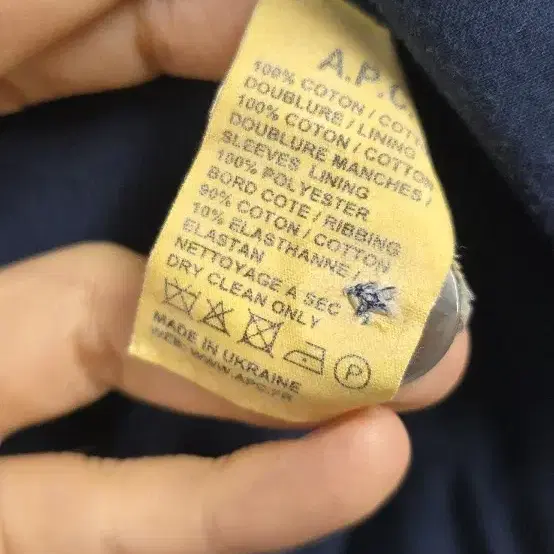 A.P.C.
100% COTON / COTTON
DOUBLURE / LINING
100% COTON / COTTON
DOUBLURE MANCHES /
SLEEVES LINING
100% POLYESTER
BORD COTE / RIBBING
90% COTON / COTTON
10% ELASTHANNE /
ELASTAN
NETTOYAGE A SEC
DRY CLEAN ONLY
P
MADE IN UKRAINE
WEB: WWW.APC.FR